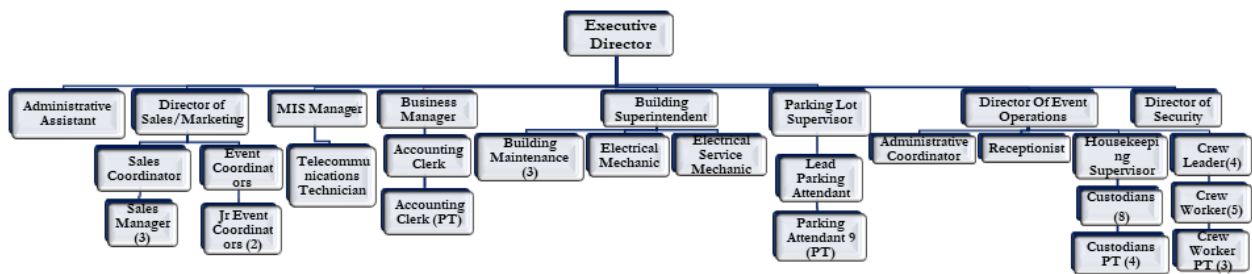 Executive
Director
Administrative
Assistant
Director of
Sales/Marketing
MIS Manager
Business
Manager
Building
Superintendent
Parking Lot
Supervisor
Director Of Event
Operations
Director of
Security
Sales
Coordinator
Event
Coordinat
ors
Telecommu
nications
Technician
Accounting
Clerk
Building
Maintenance
(3)
Electrical
Mechanic
Electrical
Service
Mechanic
Lead
Parking
Attendant
Administrative
Coordinator
Receptionist
Housekeepi
ng
Supervisor
Crew
Leader(4)
Sales
Manager
(3)
Jr Event
Coordinat
ors (2)
Accounting
Clerk (PT)
Parking
Attendant 9
(PT)
Custodians
(8)
Crew
Worker(5)
Custodians
PT (4)
Crew
Worker
PT (3)